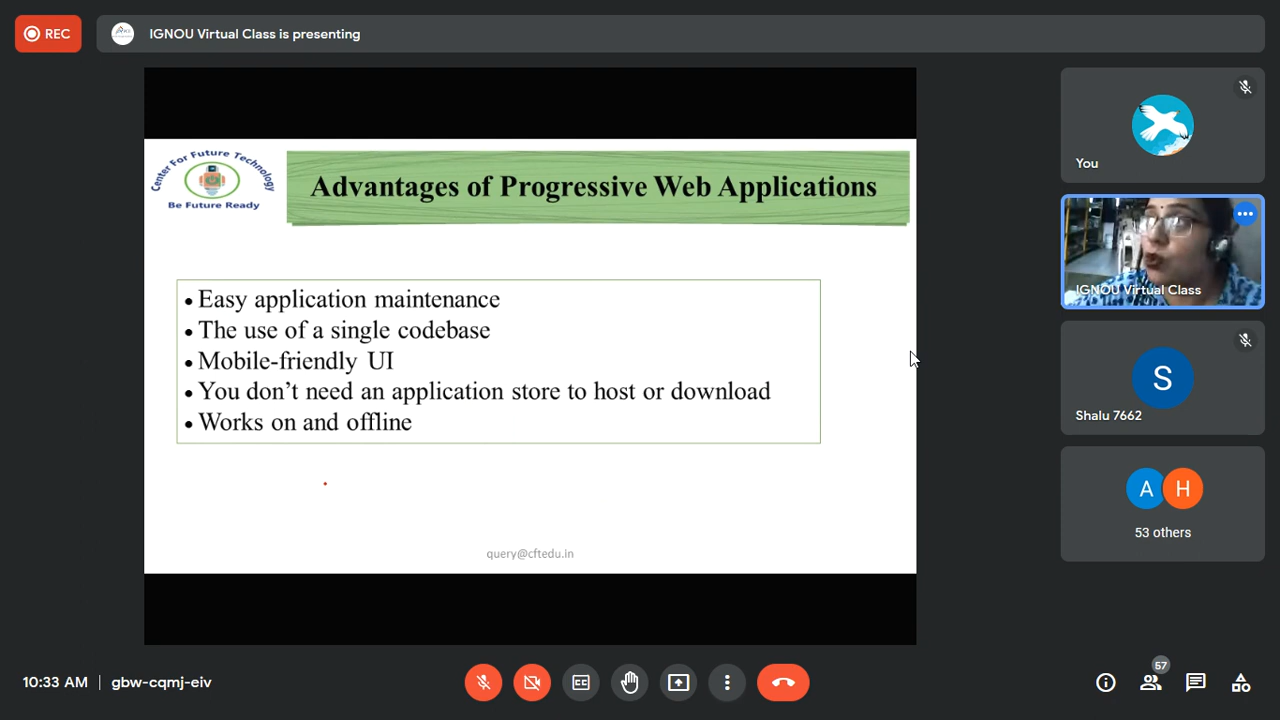 REC
IGNOU Virtual Class is presenting
Center For Future Technology
Be Future Ready
Advantages of Progressive Web Applications
• Easy application maintenance
• The use of a single codebase
• Mobile-friendly UI
• You don’t need an application store to host or download
• Works on and offline
query@cftedu.in
You
IGNOU Virtual Class
S
Shalu 7662
A H
53 others
10:33 AM | gbw-cqmj-eiv
CC
57